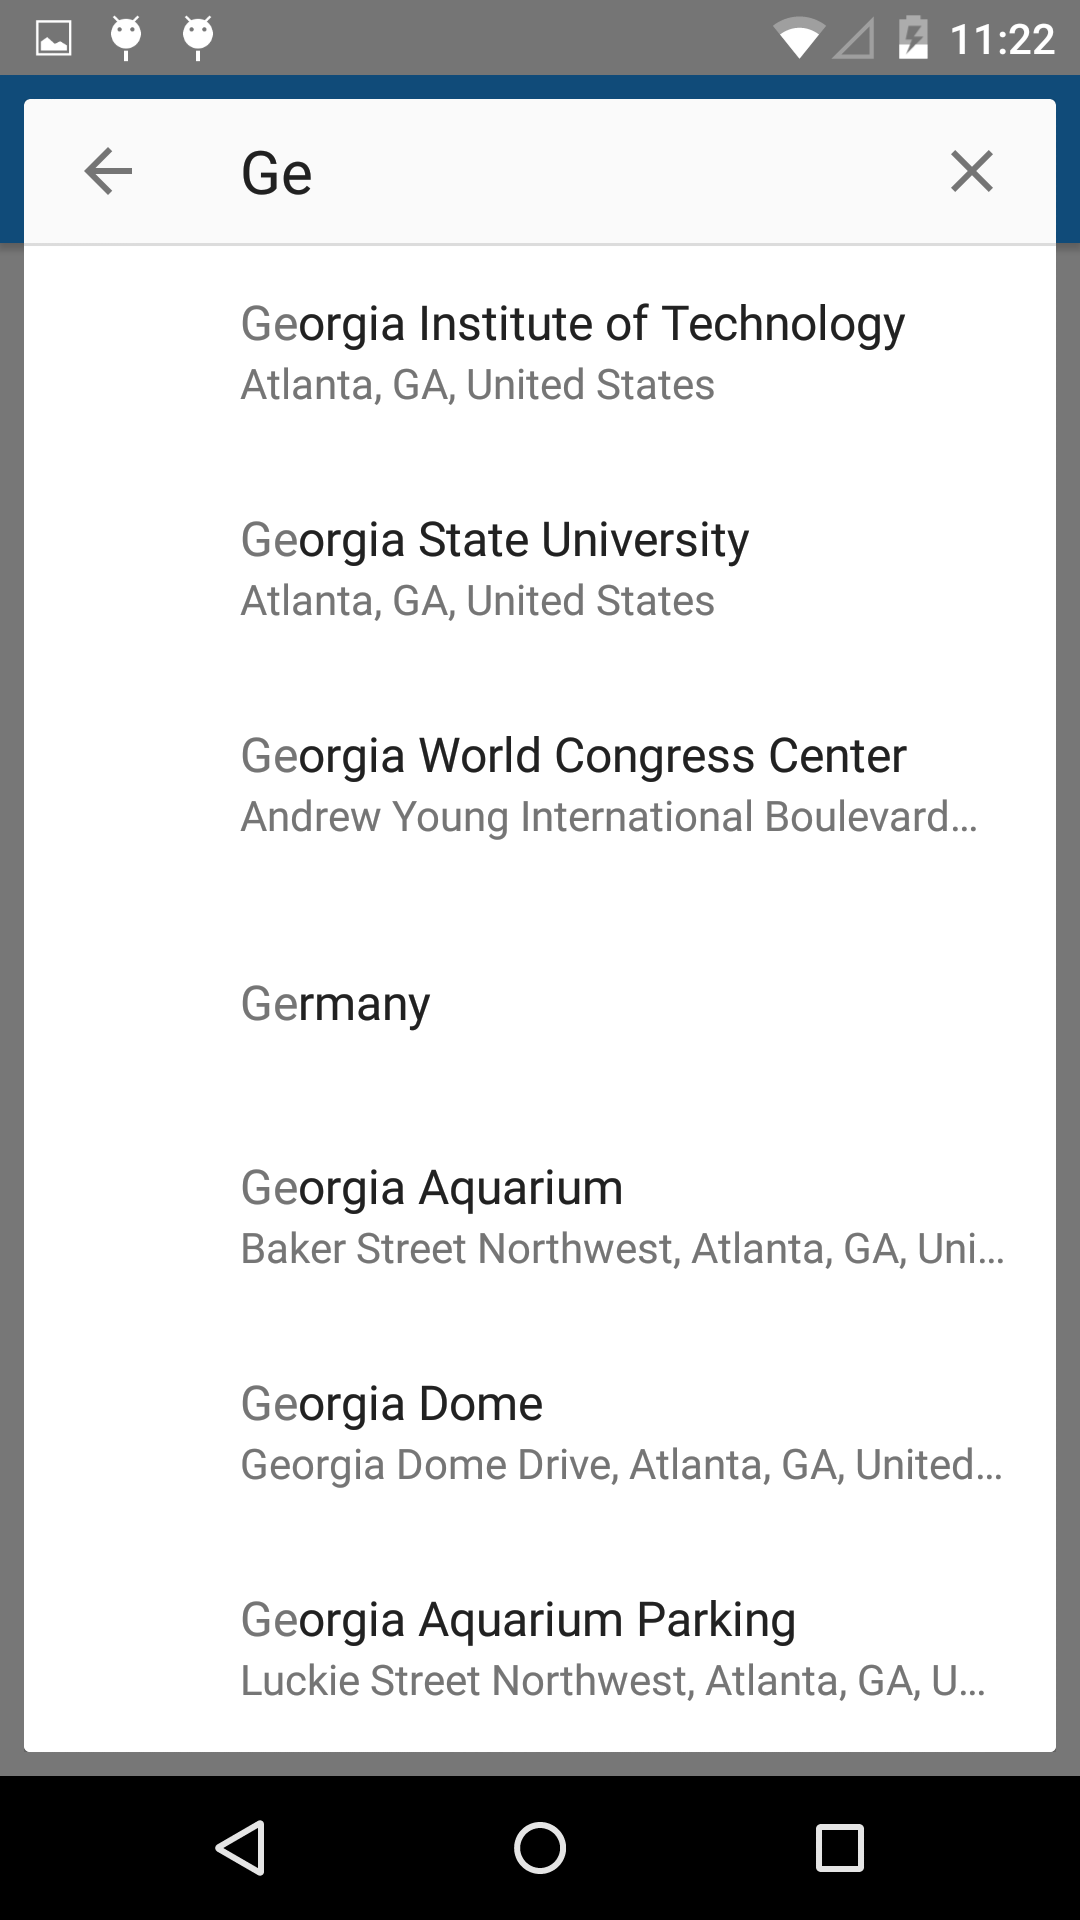 11:22
Ge
Georgia Institute of Technology
Atlanta, GA, United States
Georgia State University
Atlanta, GA, United States
Georgia World Congress Center
Andrew Young International Boulevard...
Germany
Georgia Aquarium
Baker Street Northwest, Atlanta, GA, Uni...
Georgia Dome
Georgia Dome Drive, Atlanta, GA, United...
Georgia Aquarium Parking
Luckie Street Northwest, Atlanta, GA, U...